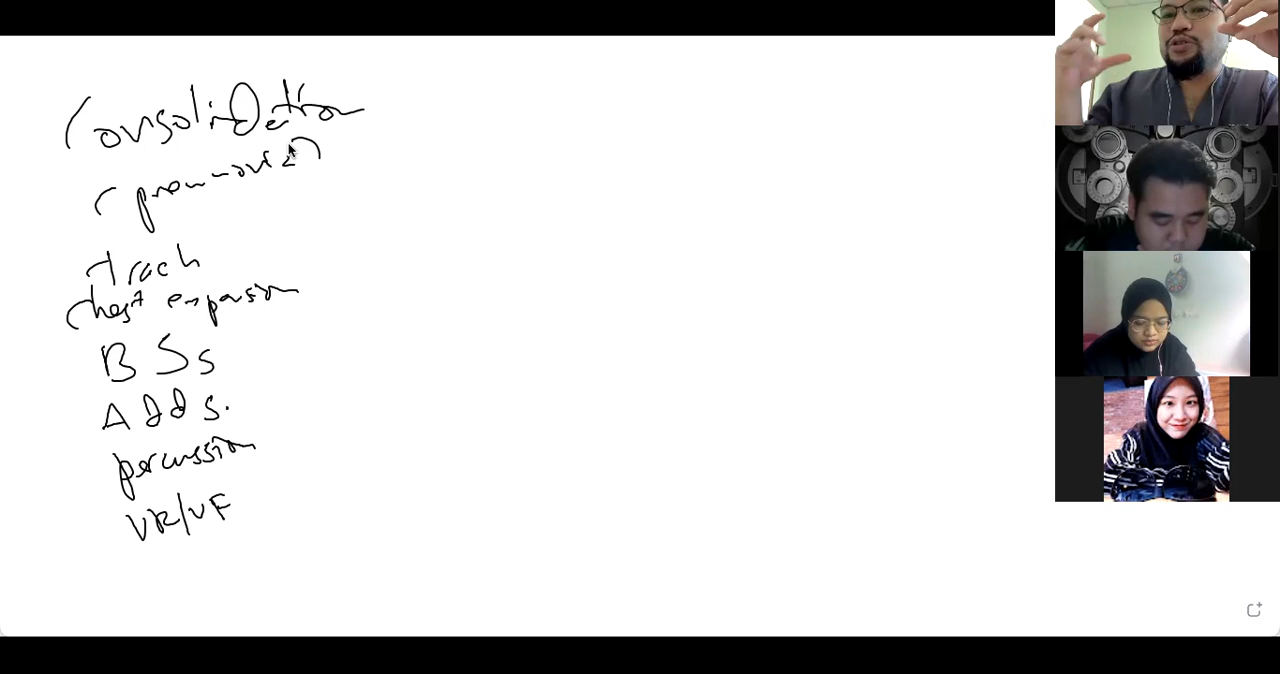 Consolidation
(pneumonia)
trach
chest expansion
BSs
Adds.
percussion
VR/VF